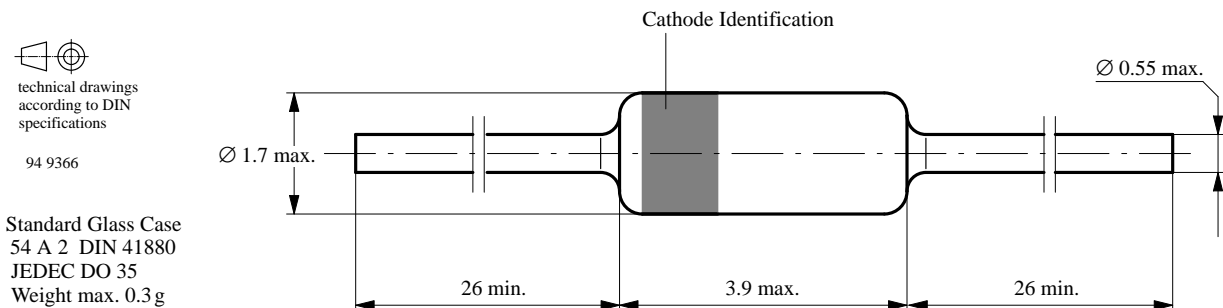 Cathode Identification
technical drawings
according to DIN
specifications
94 9366
∅ 0.55 max.
∅ 1.7 max.
Standard Glass Case
54 A 2 DIN 41880
JEDEC DO 35
Weight max. 0.3 g
26 min.
3.9 max.
26 min.